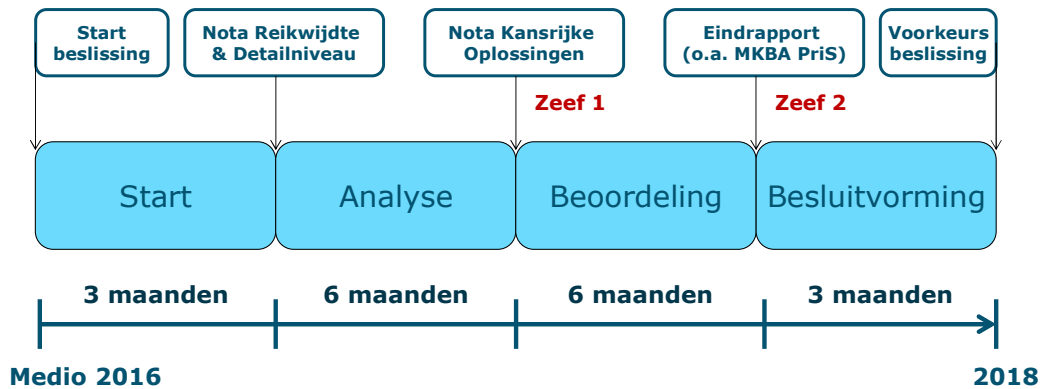 Start
beslissing
Nota Reikwijdte
& Detailniveau
Nota Kansrijke
Oplossingen
Eindrapport
(o.a. MKBA PriS)
Voorkeurs
beslissing
Zeef 1
Zeef 2
Start
Analyse
Beoordeling
Besluitvorming
3 maanden
6 maanden
6 maanden
3 maanden
Medio 2016
2018